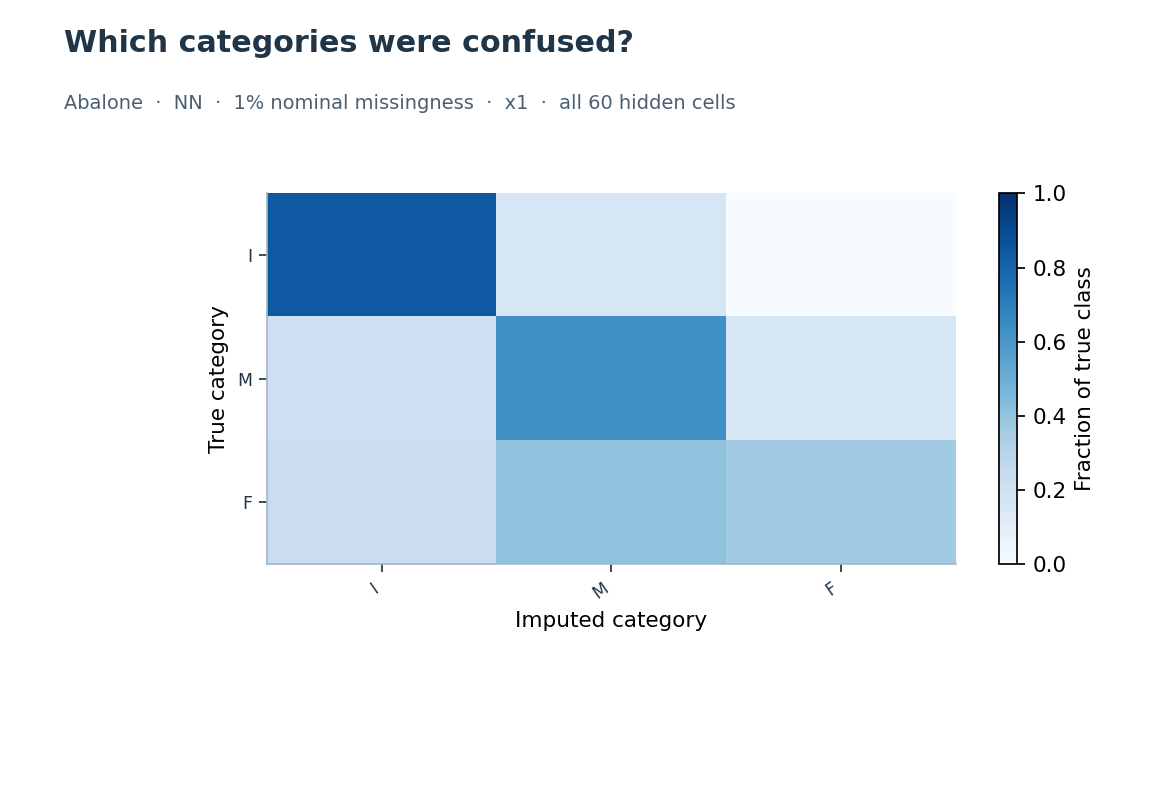 Which categories were confused?
Abalone · NN · 1% nominal missingness · x1 · all 60 hidden cells
1.0
0.8
0.6
0.4
0.2
0.0
Fraction of true class
True category
I
M
F
I
M
F
Imputed category